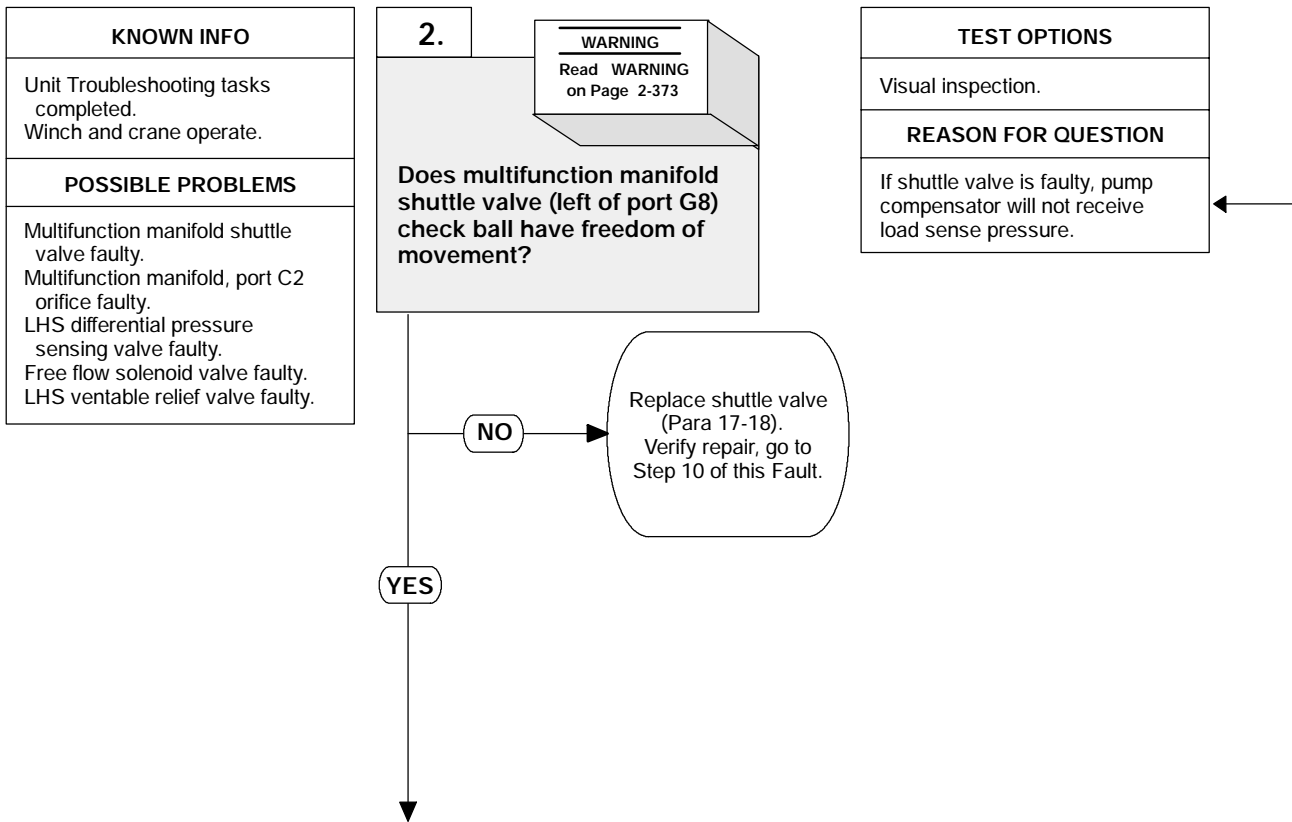 KNOWN INFO
Unit Troubleshooting tasks
completed.
Winch and crane operate.
POSSIBLE PROBLEMS
Multifunction manifold shuttle
valve faulty.
Multifunction manifold, port C2
orifice faulty.
LHS differential pressure
sensing valve faulty.
Free flow solenoid valve faulty.
LHS ventable relief valve faulty.
2.
WARNING
Read WARNING
on Page 2-373
Does multifunction manifold
shuttle valve (left of port G8)
check ball have freedom of
movement?
TEST OPTIONS
Visual inspection.
REASON FOR QUESTION
If shuttle valve is faulty, pump
compensator will not receive
load sense pressure.
NO
Replace shuttle valve
(Para 17-18).
Verify repair, go to
Step 10 of this Fault.
YES